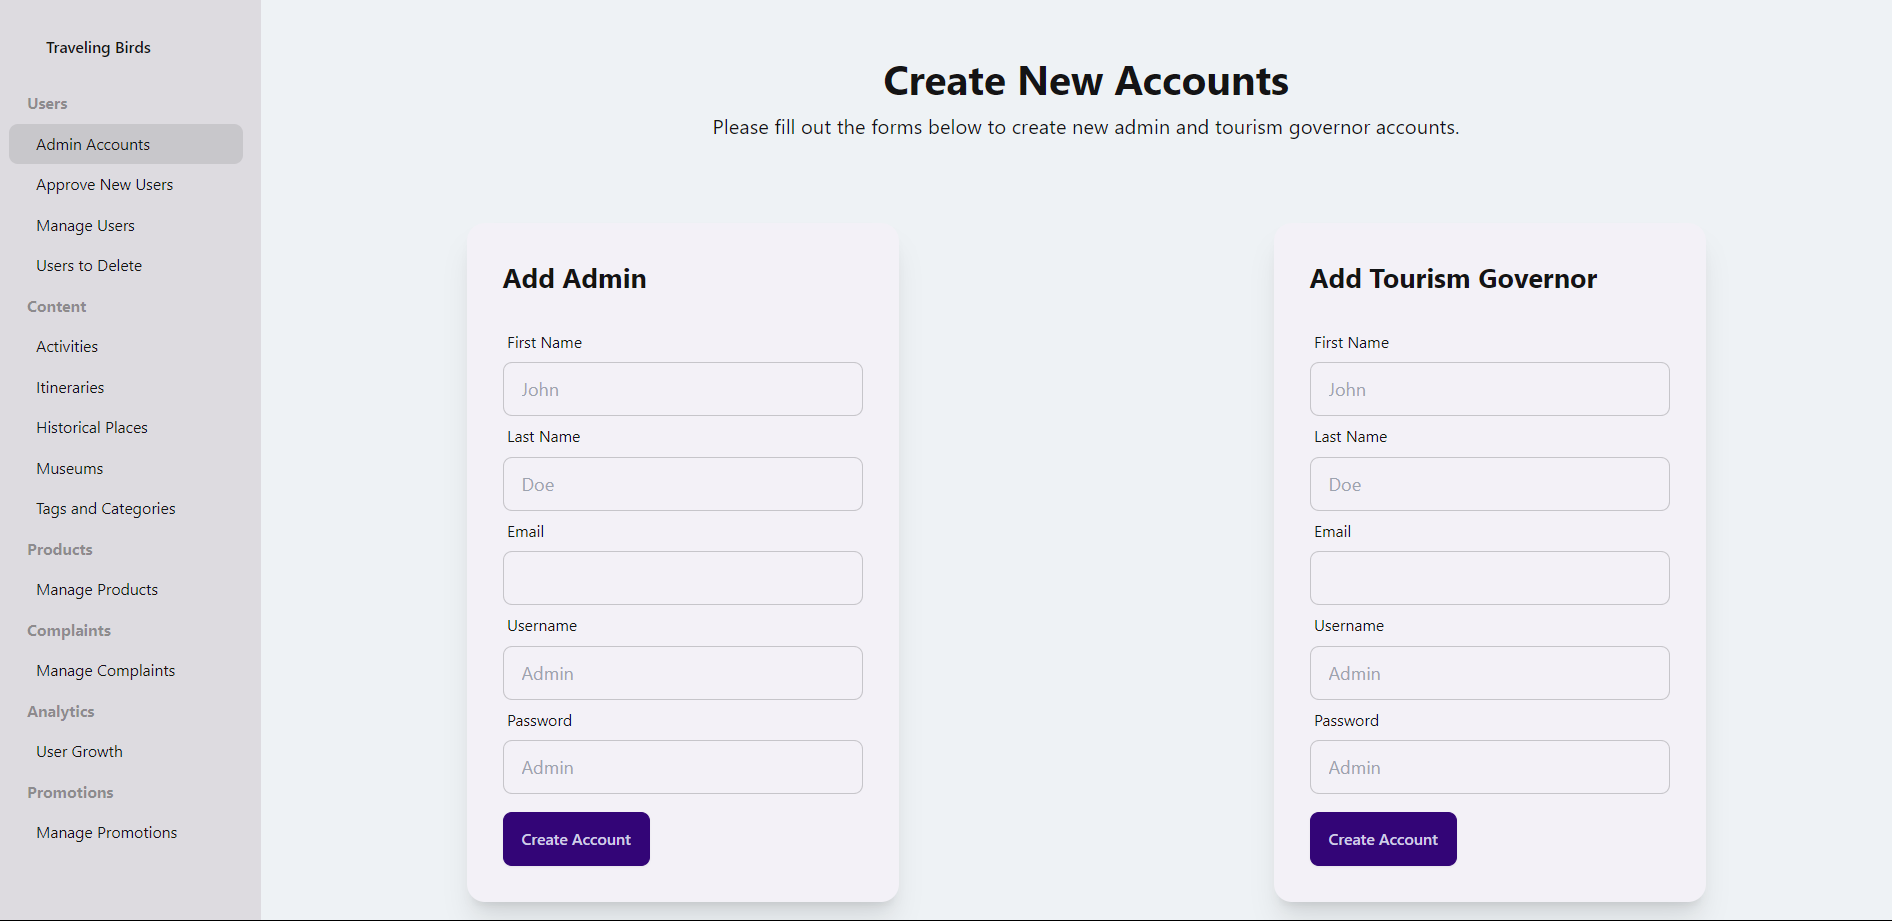 Traveling Birds
Users
Admin Accounts
Approve New Users
Manage Users
Users to Delete
Content
Activities
Itineraries
Historical Places
Museums
Tags and Categories
Products
Manage Products
Complaints
Manage Complaints
Analytics
User Growth
Promotions
Manage Promotions
Create New Accounts
Please fill out the forms below to create new admin and tourism governor accounts.
Add Admin
First Name
John
Last Name
Doe
Email
Username
Admin
Password
Admin
Create Account
Add Tourism Governor
First Name
John
Last Name
Doe
Email
Username
Admin
Password
Admin
Create Account